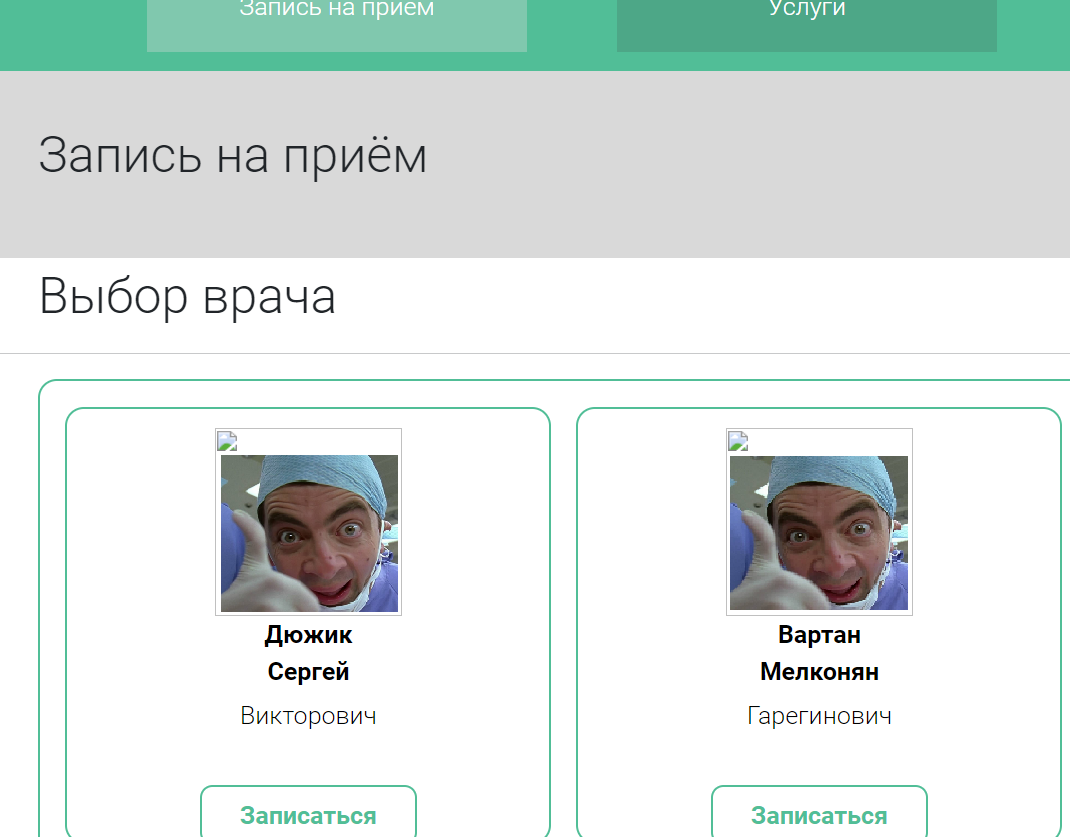 Запись на приём
Услуги
Запись на приём
Выбор врача
Дюжик
Сергей
Викторович
Записаться
Вартан
Мелконян
Гарегинович
Записаться